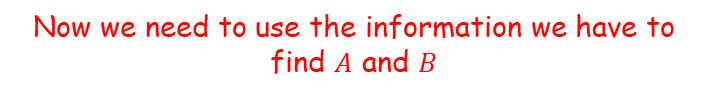 Now we need to use the information we have to
find A and B